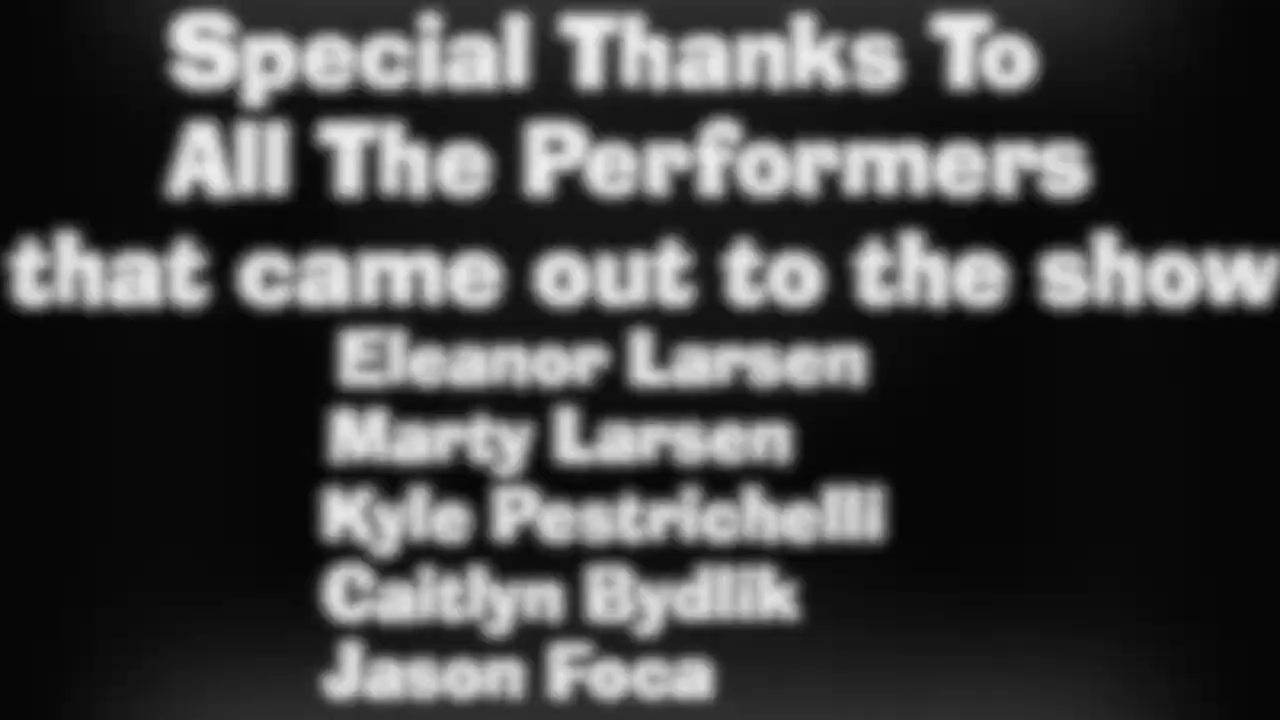 Special Thanks To
All The Performers
that came out to the show
Eleanor Larsen
Marty Larsen
Kyle Pestrichelli
Caitlyn Bydlik
Jason Foca